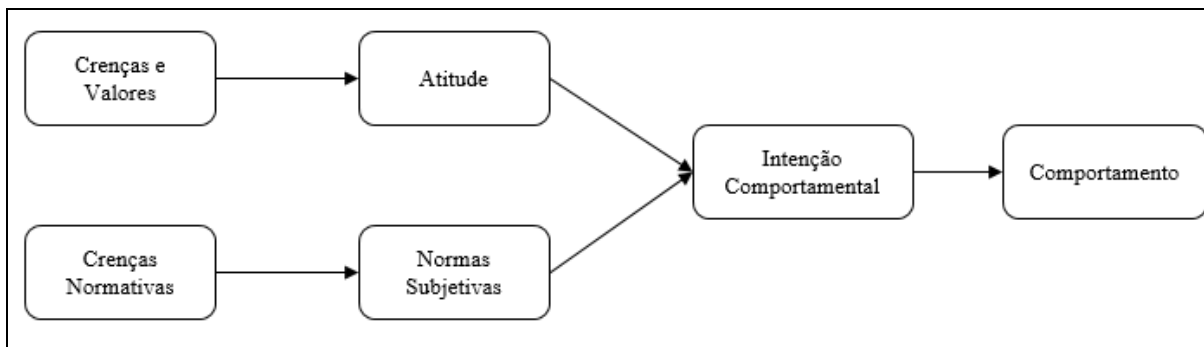 Crenças e
Valores
Atitude
Intenção
Comportamental
Comportamento
Crenças
Normativas
Normas
Subjetivas